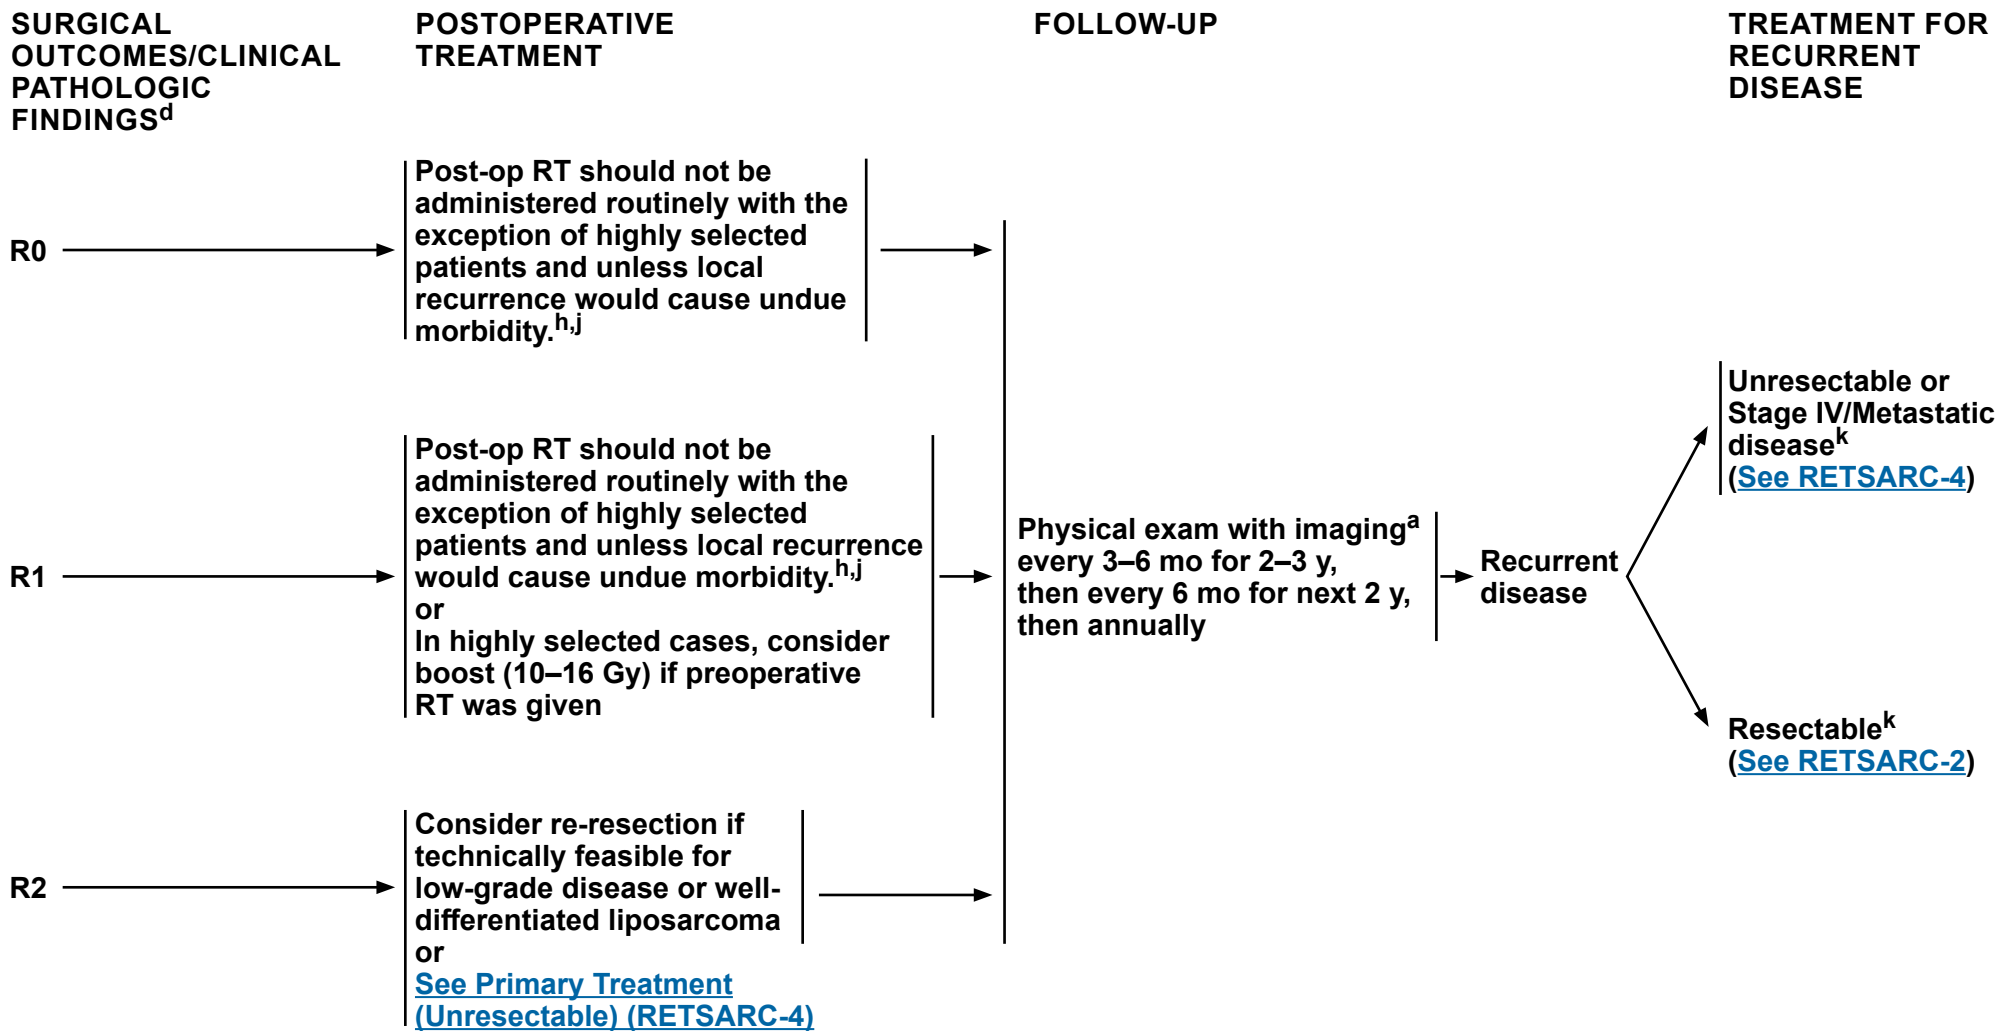 SURGICAL
OUTCOMES/CLINICAL
PATHOLOGIC
FINDINGSd
POSTOPERATIVE
TREATMENT
FOLLOW-UP
TREATMENT FOR
RECURRENT
DISEASE
R0
Post-op RT should not be
administered routinely with the
exception of highly selected
patients and unless local
recurrence would cause undue
morbidity.h,j
R1
Post-op RT should not be
administered routinely with the
exception of highly selected
patients and unless local recurrence
would cause undue morbidity.h,j
or
In highly selected cases, consider
boost (10–16 Gy) if preoperative
RT was given
R2
Consider re-resection if
technically feasible for
low-grade disease or well-
differentiated liposarcoma
or
See Primary Treatment
(Unresectable) (RETSARC-4)
Physical exam with imaginga
every 3–6 mo for 2–3 y,
then every 6 mo for next 2 y,
then annually
Recurrent
disease
Unresectable or
Stage IV/Metastatic
diseasek
(See RETSARC-4)
Resectablek
(See RETSARC-2)